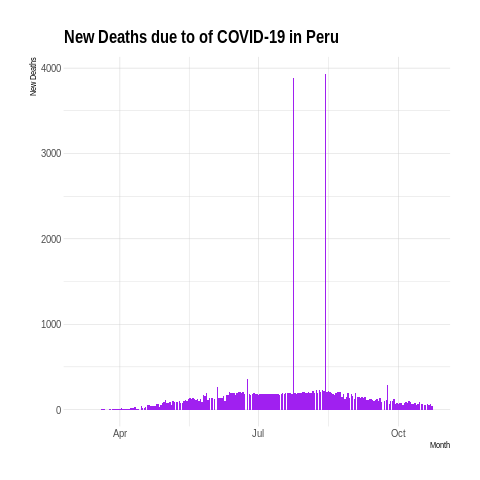 New Deaths due to of COVID-19 in Peru
New Deaths
4000
3000
2000
1000
0
Apr
Jul
Oct
Month